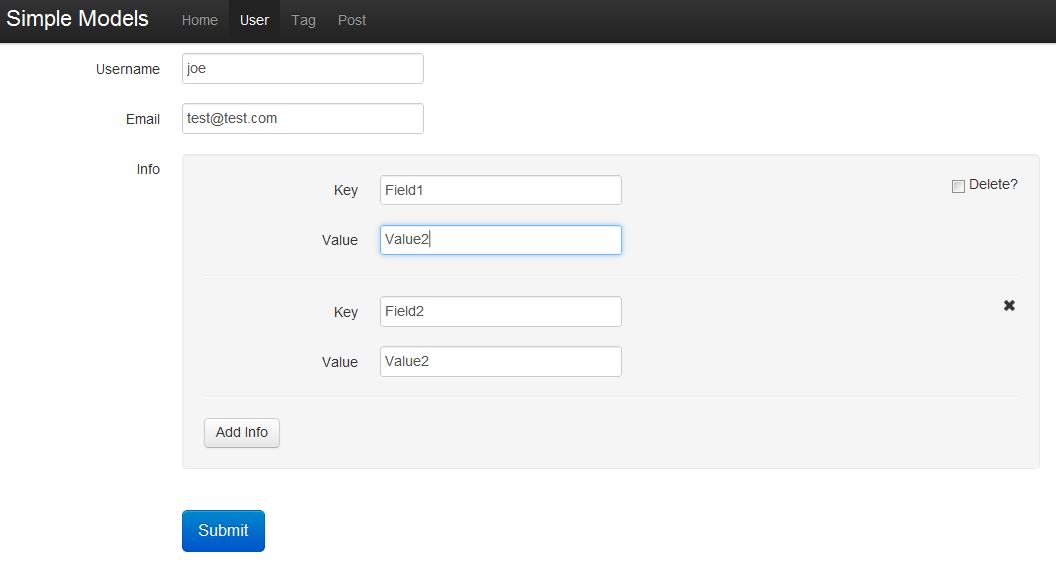 Simple Models Home User Tag Post
Username joe
Email test@test.com
Info
Key Field1 Delete?
Value Value2
Key Field2
Value Value2
Add Info
Submit